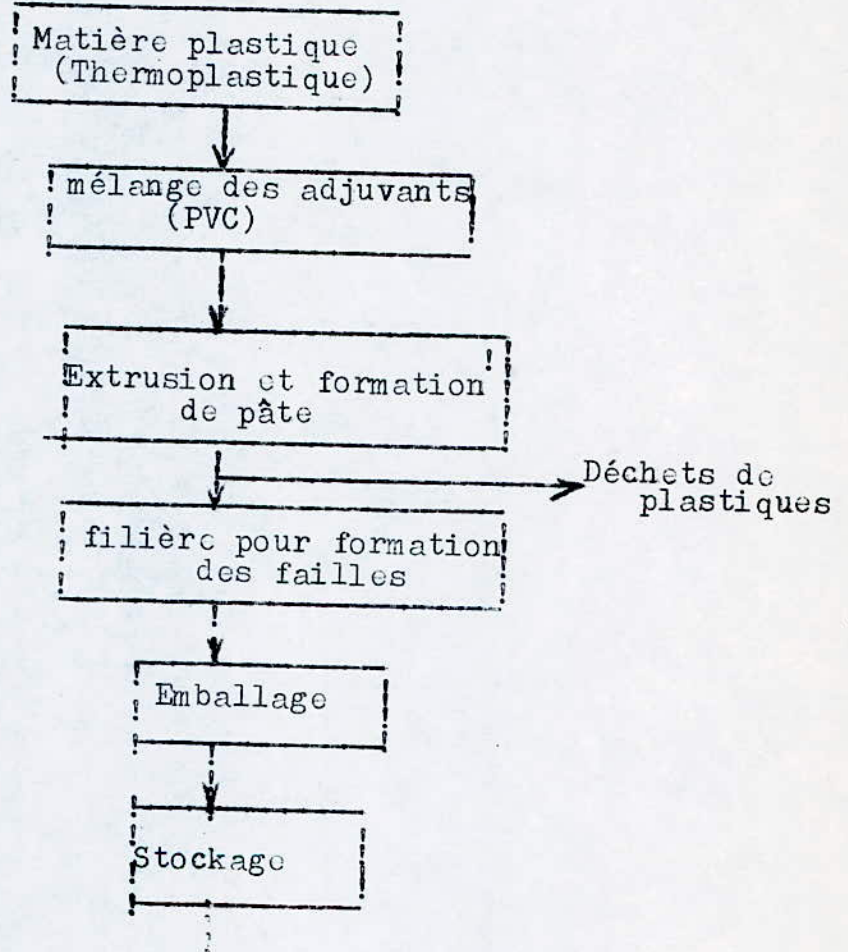 Matière plastique
(Thermoplastique)
mélange des adjuvants
(PVC)
Extrusion et formation
de pâte
Déchets de
plastiques
filière pour formation
des failles
Emballage
Stockage